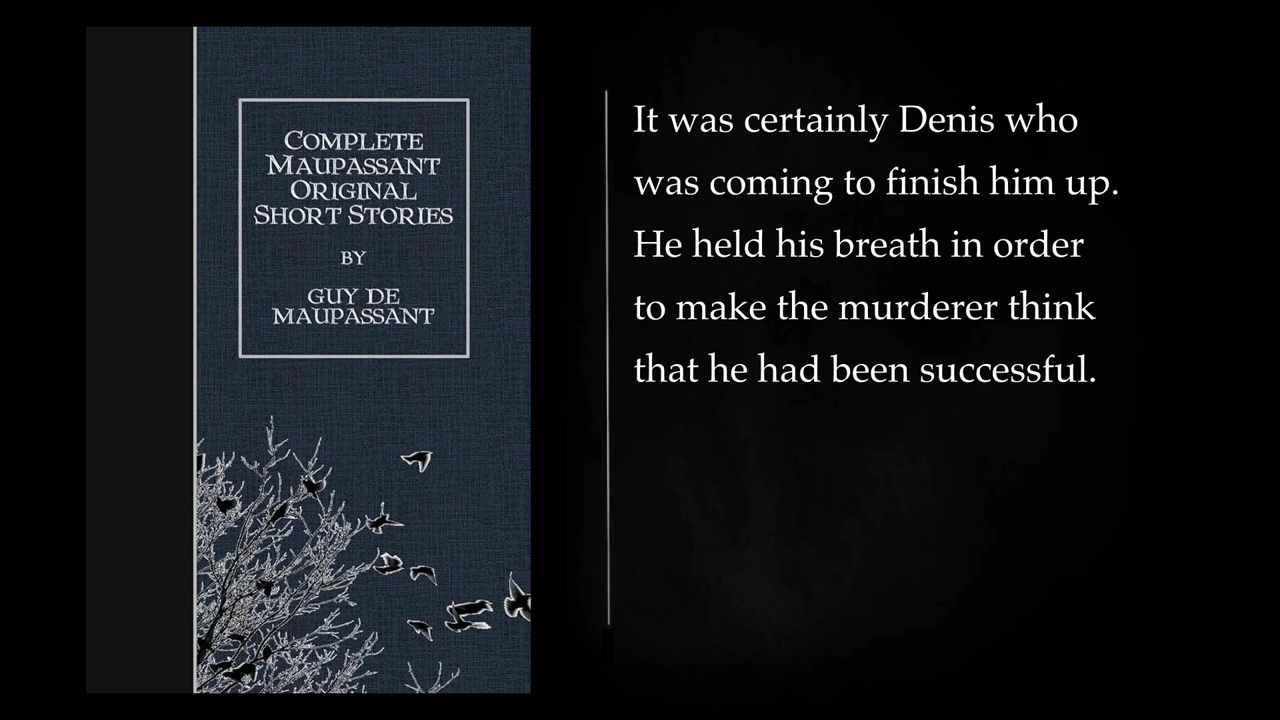 COMPLETE
MAUPASSANT
ORIGINAL
SHORT STORIES
BY
GUY DE
MAUPASSANT
It was certainly Denis who
was coming to finish him up.
He held his breath in order
to make the murderer think
that he had been successful.